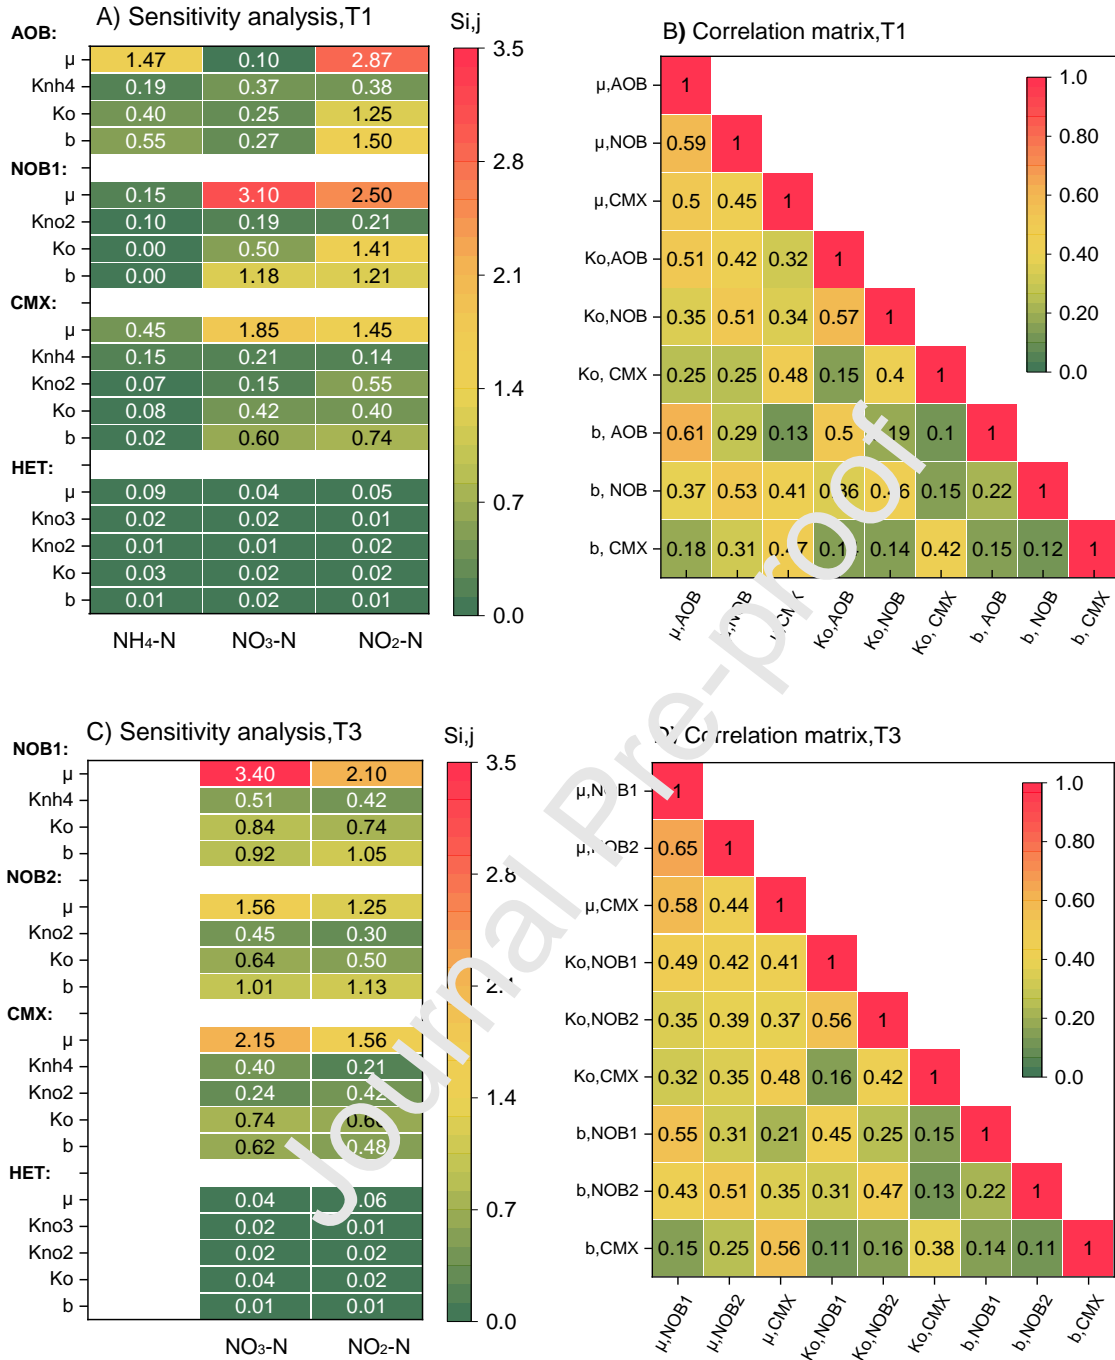 A) Sensitivity analysis,T1
Si,j
AOB:
μ 1.47 0.10 2.87
Knh4 0.19 0.37 0.38
Ko 0.40 0.25 1.25
b 0.55 0.27 1.50
NOB1:
μ 0.15 3.10 2.50
Kno2 0.10 0.19 0.21
Ko 0.00 0.50 1.41
b 0.00 1.18 1.21
CMX:
μ 0.45 1.85 1.45
Knh4 0.15 0.21 0.14
Kno2 0.07 0.15 0.55
Ko 0.08 0.42 0.40
b 0.02 0.60 0.74
HET:
μ 0.09 0.04 0.05
Kno3 0.02 0.02 0.01
Kno2 0.01 0.01 0.02
Ko 0.03 0.02 0.02
b 0.01 0.02 0.01
NH4-N NO3-N NO2-N
3.5
2.8
2.1
1.4
0.7
0.0
B) Correlation matrix,T1
μ,AOB 1
μ,NOB 0.59 1
μ,CMX 0.5 0.45 1
Ko,AOB 0.51 0.42 0.32 1
Ko,NOB 0.35 0.51 0.34 0.57 1
Ko, CMX 0.25 0.25 0.48 0.15 0.4 1
b, AOB 0.61 0.29 0.13 0.5 0.1 1
b, NOB 0.37 0.53 0.41 0.15 0.22 1
b, CMX 0.18 0.31 0.14 0.42 0.15 0.12 1
μ,AOB Ko,AOB Ko,NOB Ko, CMX b, AOB b, NOB b, CMX
1.0
0.80
0.60
0.40
0.20
0.0
C) Sensitivity analysis,T3
Si,j
NOB1:
μ 3.40 2.10
Knh4 0.51 0.42
Ko 0.84 0.74
b 0.92 1.05
NOB2:
μ 1.56 1.25
Kno2 0.45 0.30
Ko 0.64 0.50
b 1.01 1.13
CMX:
μ 2.15 1.56
Knh4 0.40 0.21
Kno2 0.24 0.42
Ko 0.74
b 0.62 0.48
HET:
μ 0.04 .06
Kno3 0.02 0.01
Kno2 0.02 0.02
Ko 0.04 0.02
b 0.01 0.01
NO3-N NO2-N
3.5
2.8
2.1
1.4
0.7
0.0
D) Correlation matrix,T3
μ,NOB1 1
μ,NOB2 0.65 1
μ,CMX 0.58 0.44 1
Ko,NOB1 0.49 0.42 0.41 1
Ko,NOB2 0.35 0.39 0.37 0.56 1
Ko,CMX 0.32 0.35 0.48 0.16 0.42 1
b,NOB1 0.55 0.31 0.21 0.45 0.25 0.15 1
b,NOB2 0.43 0.51 0.35 0.31 0.47 0.13 0.22 1
b,CMX 0.15 0.25 0.56 0.11 0.16 0.38 0.14 0.11 1
μ,NOB1 μ,NOB2 μ,CMX Ko,NOB1 Ko,NOB2 Ko,CMX b,NOB1 b,NOB2 b,CMX
1.0
0.80
0.60
0.40
0.20
0.0
Journal Pre-proof